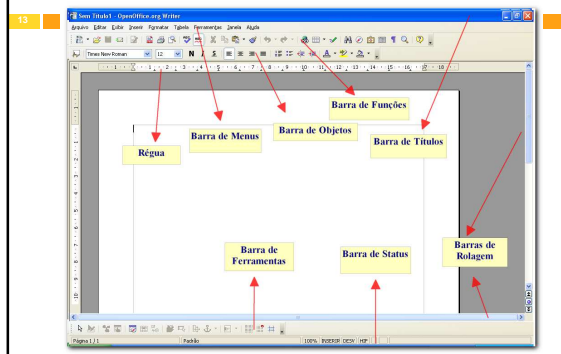 13
Sem Título1 - OpenOffice.org Writer
Arquivo Editar Exibir Inserir Formatar Tabela Ferramentas Janela Ajuda
Times New Roman 12 N I S
Barra de Funções
Barra de Menus
Barra de Objetos
Barra de Títulos
Régua
Barra de
Ferramentas
Barra de Status
Barras de
Rolagem
Página 1 / 1 Padrão 100% INSERIR DESV HIP